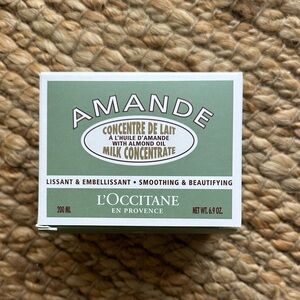 AMANDE
CONCENTRE DE LAIT
À L'HUILE D'AMANDE
WITH ALMOND OIL
MILK CONCENTRATE
LISSANT & EMBELLISSANT • SMOOTHING & BEAUTIFYING
L'OCCITANE
EN PROVENCE
200 ML NET WT. 6.9 OZ.